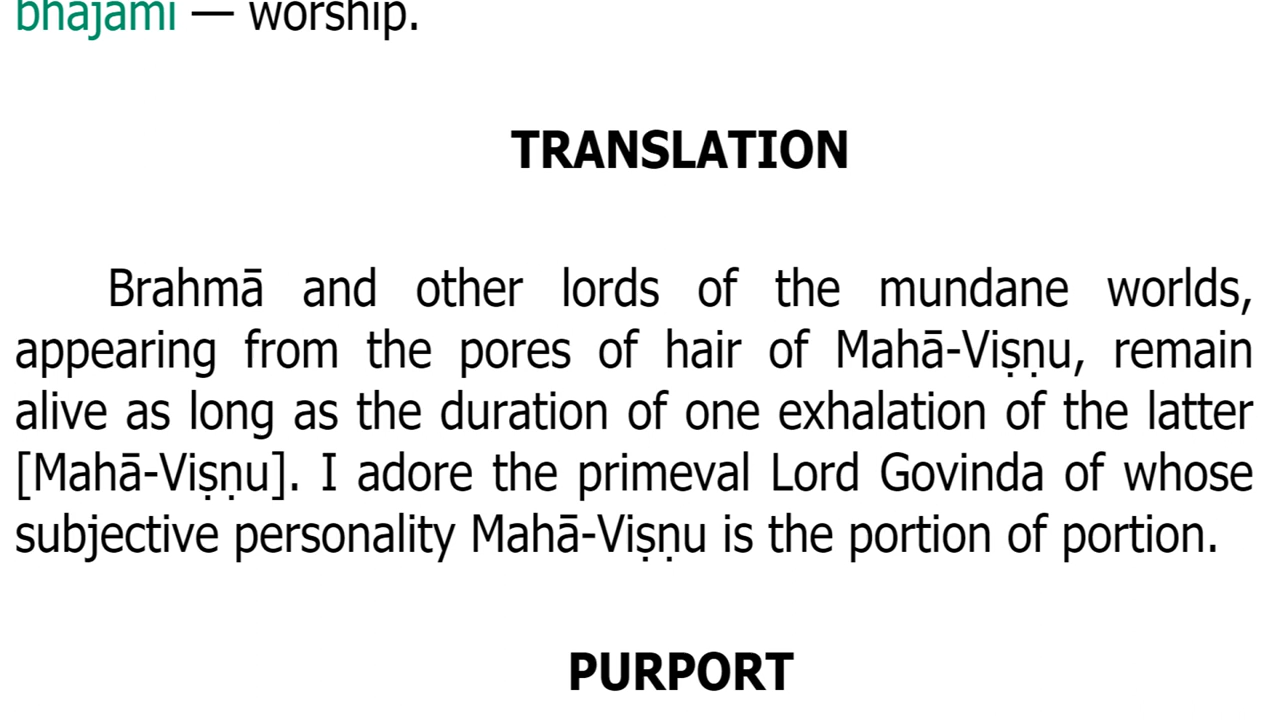 bhajāmi — worship.
TRANSLATION
Brahmā and other lords of the mundane worlds,
appearing from the pores of hair of Mahā-Viṣṇu, remain
alive as long as the duration of one exhalation of the latter
[Mahā-Viṣṇu]. I adore the primeval Lord Govinda of whose
subjective personality Mahā-Viṣṇu is the portion of portion.
PURPORT